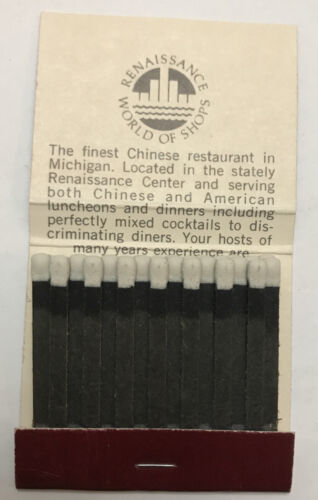 RENAISSANCE
WORLD OF SHOPS
The finest Chinese restaurant in
Michigan. Located in the stately
Renaissance Center and serving
both Chinese and American
luncheons and dinners including
perfectly mixed cocktails to dis-
criminating diners. Your hosts of
many years experience are